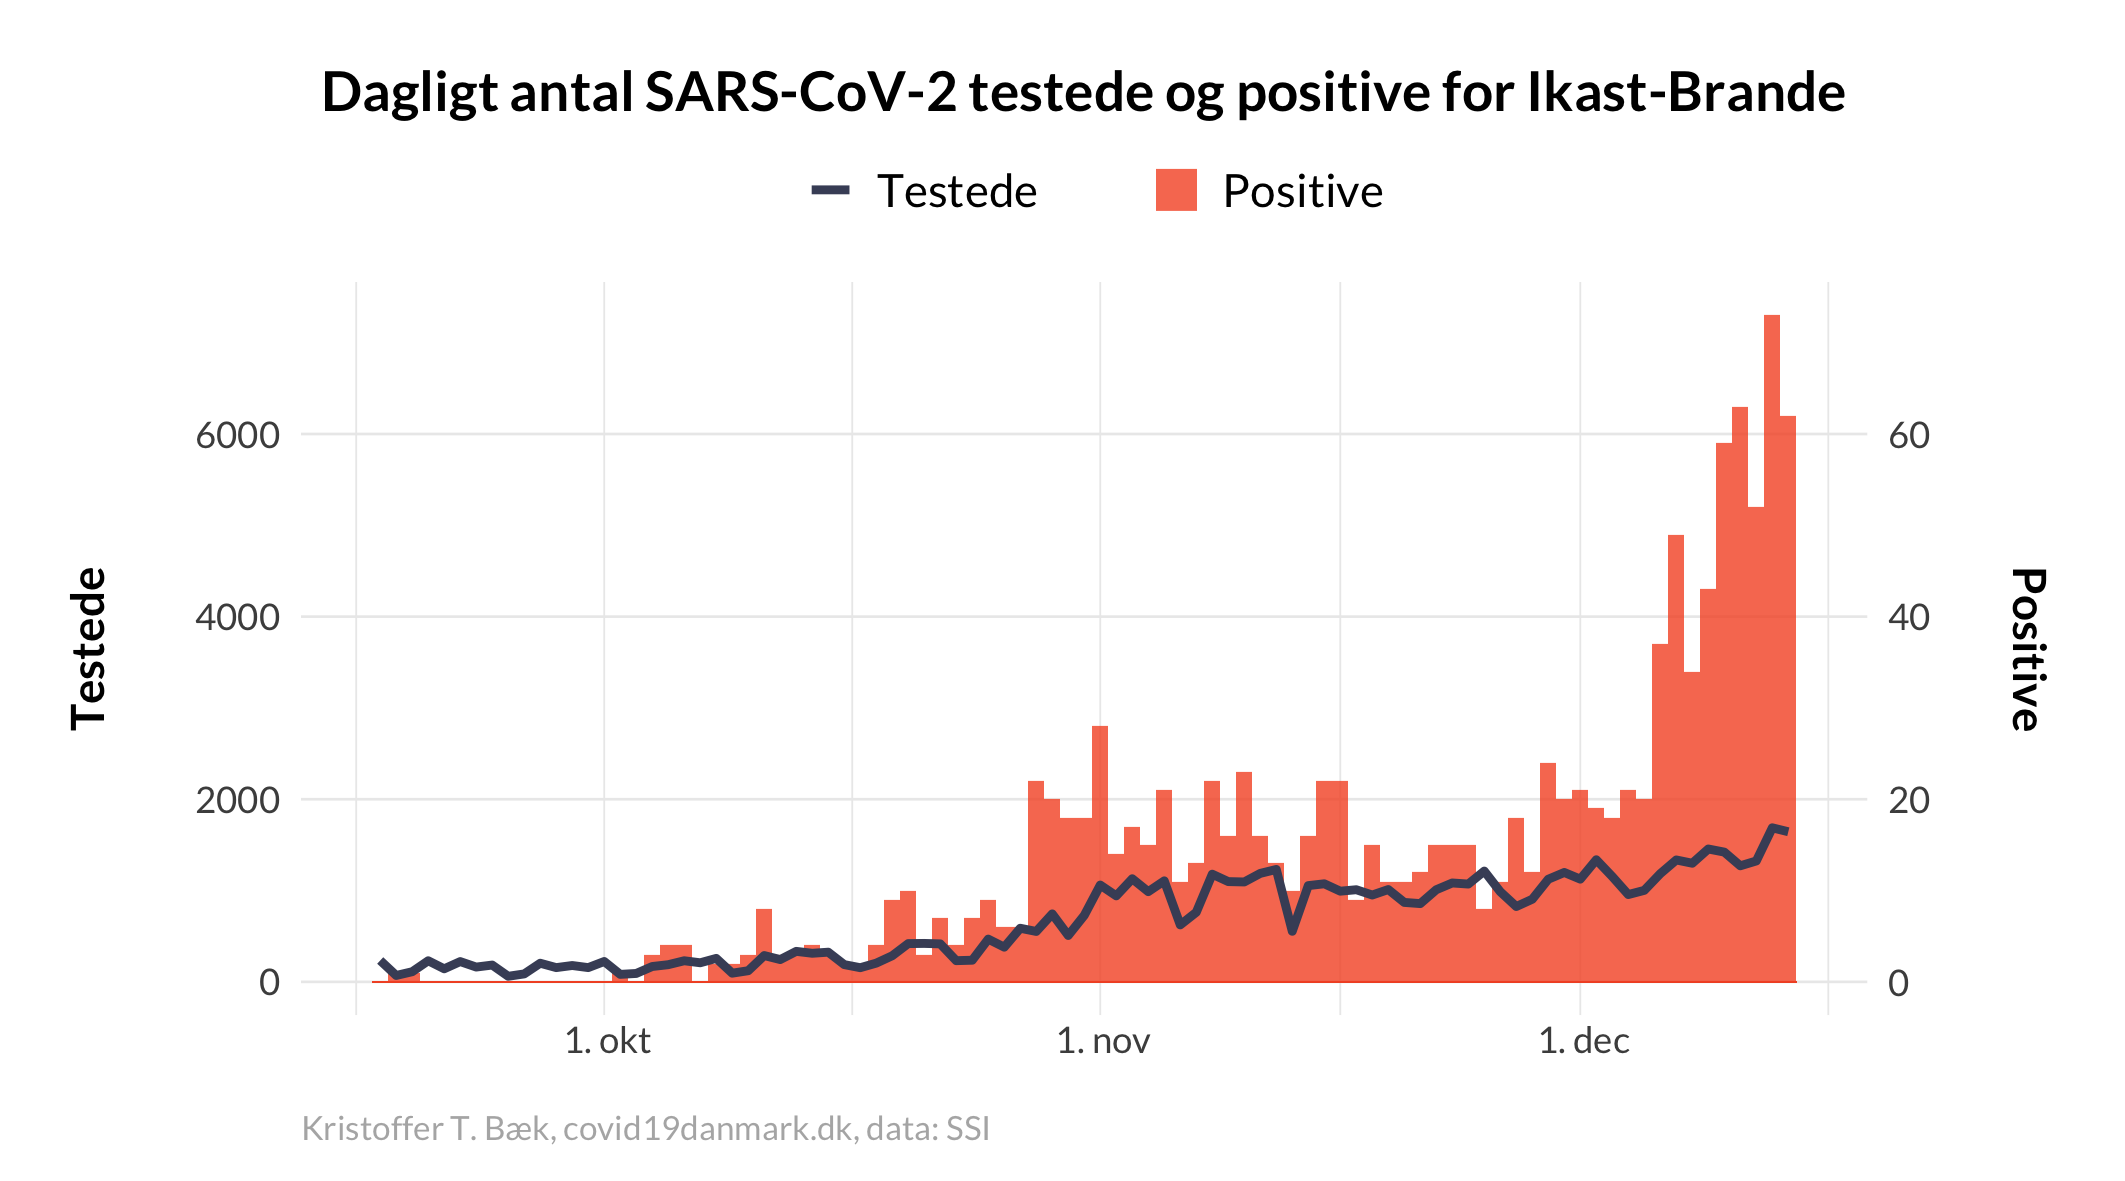 Dagligt antal SARS-CoV-2 testede og positive for Ikast-Brande
Testede
Positive
Testede
6000
4000
2000
0
60
40
20
0
Positive
1. okt
1. nov
1. dec
Kristoffer T. Bæk, covid19danmark.dk, data: SSI